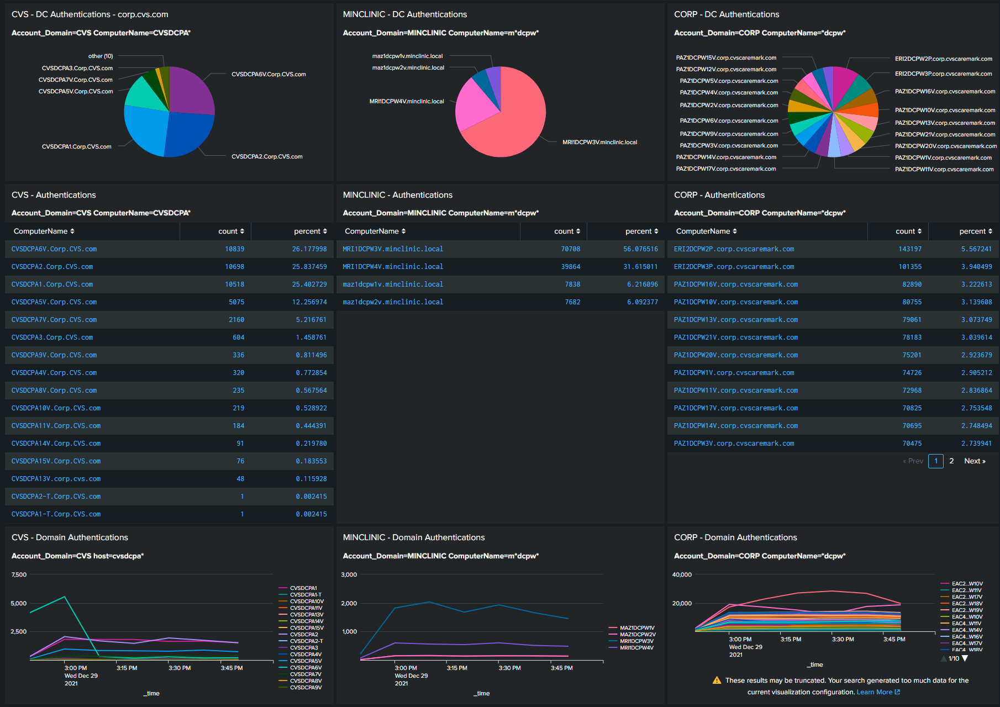 CVS - DC Authentications - corp.cvs.com
Account_Domain=CVS ComputerName=CVSDCPA*
other (10)
CVSDCPA3.Corp.CVS.com
CVSDCPA7V.Corp.CVS.com
CVSDCPA5V.Corp.CVS.com
CVSDCPA1.Corp.CVS.com
CVSDCPA6V.Corp.CVS.com
CVSDCPA2.Corp.CVS.com
MINCLINIC - DC Authentications
Account_Domain=MINCLINIC ComputerName=m*dcpw*
maz1dcpw1v.minclinic.local
maz1dcpw2v.minclinic.local
MRI1DCPW4V.minclinic.local
MRI1DCPW3V.minclinic.local
CORP - DC Authentications
Account_Domain=CORP ComputerName=*dcpw*
PAZ1DCPW15V.corp.cvscaremark.com
PAZ1DCPW12V.corp.cvscaremark.com
PAZ1DCPW5V.corp.cvscaremark.com
PAZ1DCPW4V.corp.cvscaremark.com
PAZ1DCPW2V.corp.cvscaremark.com
PAZ1DCPW6V.corp.cvscaremark.com
PAZ1DCPW9V.corp.cvscaremark.com
PAZ1DCPW3V.corp.cvscaremark.com
PAZ1DCPW14V.corp.cvscaremark.com
PAZ1DCPW17V.corp.cvscaremark.com
ERI2DCPW2P.corp.cvscaremark.com
ERI2DCPW3P.corp.cvscaremark.com
PAZ1DCPW16V.corp.cvscaremark.com
PAZ1DCPW10V.corp.cvscaremark.com
PAZ1DCPW13V.corp.cvscaremark.com
PAZ1DCPW21V.corp.cvscaremark.com
PAZ1DCPW20V.corp.cvscaremark.com
PAZ1DCPW1V.corp.cvscaremark.com
PAZ1DCPW11V.corp.cvscaremark.com
CVS - Authentications
Account_Domain=CVS ComputerName=CVSDCPA*
ComputerName count percent
CVSDCPA6V.Corp.CVS.com 10839 26.177998
CVSDCPA2.Corp.CVS.com 10698 25.837459
CVSDCPA1.Corp.CVS.com 10518 25.402729
CVSDCPA5V.Corp.CVS.com 5075 12.256974
CVSDCPA7V.Corp.CVS.com 2160 5.216761
CVSDCPA3.Corp.CVS.com 604 1.458761
CVSDCPA9V.Corp.CVS.com 336 0.811496
CVSDCPA4V.Corp.CVS.com 320 0.772854
CVSDCPA8V.Corp.CVS.com 235 0.567564
CVSDCPA10V.Corp.CVS.com 219 0.528922
CVSDCPA11V.Corp.CVS.com 184 0.444391
CVSDCPA14V.Corp.CVS.com 91 0.219780
CVSDCPA15V.Corp.CVS.com 76 0.183553
CVSDCPA13V.corp.cvs.com 48 0.115928
CVSDCPA2-T.Corp.CVS.com 1 0.002415
CVSDCPA1-T.Corp.CVS.com 1 0.002415
MINCLINIC - Authentications
Account_Domain=MINCLINIC ComputerName=m*dcpw*
ComputerName count percent
MRI1DCPW3V.minclinic.local 70708 56.076516
MRI1DCPW4V.minclinic.local 39864 31.615011
maz1dcpw1v.minclinic.local 7838 6.216096
maz1dcpw2v.minclinic.local 7682 6.092377
CORP - Authentications
Account_Domain=CORP ComputerName=*dcpw*
ComputerName count percent
ERI2DCPW2P.corp.cvscaremark.com 143197 5.567241
ERI2DCPW3P.corp.cvscaremark.com 101355 3.940499
PAZ1DCPW16V.corp.cvscaremark.com 82890 3.222613
PAZ1DCPW10V.corp.cvscaremark.com 80755 3.139608
PAZ1DCPW13V.corp.cvscaremark.com 79061 3.073749
PAZ1DCPW21V.corp.cvscaremark.com 78183 3.039614
PAZ1DCPW20V.corp.cvscaremark.com 75201 2.923679
PAZ1DCPW1V.corp.cvscaremark.com 74726 2.905212
PAZ1DCPW11V.corp.cvscaremark.com 72968 2.836864
PAZ1DCPW17V.corp.cvscaremark.com 70825 2.753548
PAZ1DCPW14V.corp.cvscaremark.com 70695 2.748494
PAZ1DCPW3V.corp.cvscaremark.com 70475 2.739941
« Prev 1 2 Next »
CVS - Domain Authentications
Account_Domain=CVS host=cvsdcpa*
7,500
5,000
2,500
3:00 PM 3:15 PM 3:30 PM 3:45 PM
Wed Dec 29
2021
_time
CVSDCPA1
CVSDCPA1-T
CVSDCPA10V
CVSDCPA11V
CVSDCPA13V
CVSDCPA14V
CVSDCPA15V
CVSDCPA2
CVSDCPA2-T
CVSDCPA3
CVSDCPA4V
CVSDCPA5V
CVSDCPA6V
CVSDCPA7V
CVSDCPA8V
CVSDCPA9V
MINCLINIC - Domain Authentications
Account_Domain=MINCLINIC ComputerName=m*dcpw*
3,000
2,000
1,000
3:00 PM 3:15 PM 3:30 PM 3:45 PM
Wed Dec 29
2021
_time
MAZ1DCPW1V
MAZ1DCPW2V
MRI1DCPW3V
MRI1DCPW4V
CORP - Domain Authentications
Account_Domain=CORP ComputerName=*dcpw*
40,000
20,000
3:00 PM 3:15 PM 3:30 PM 3:45 PM
Wed Dec 29
2021
_time
EAC2...W10V
EAC2...W11V
EAC2...W17V
EAC2...W18V
EAC2...W19V
EAC4...W10V
EAC4...W11V
EAC4...W14V
EAC4...W16V
EAC4...W17V
EAC4...W18V
1/10
These results may be truncated. Your search generated too much data for the
current visualization configuration. Learn More